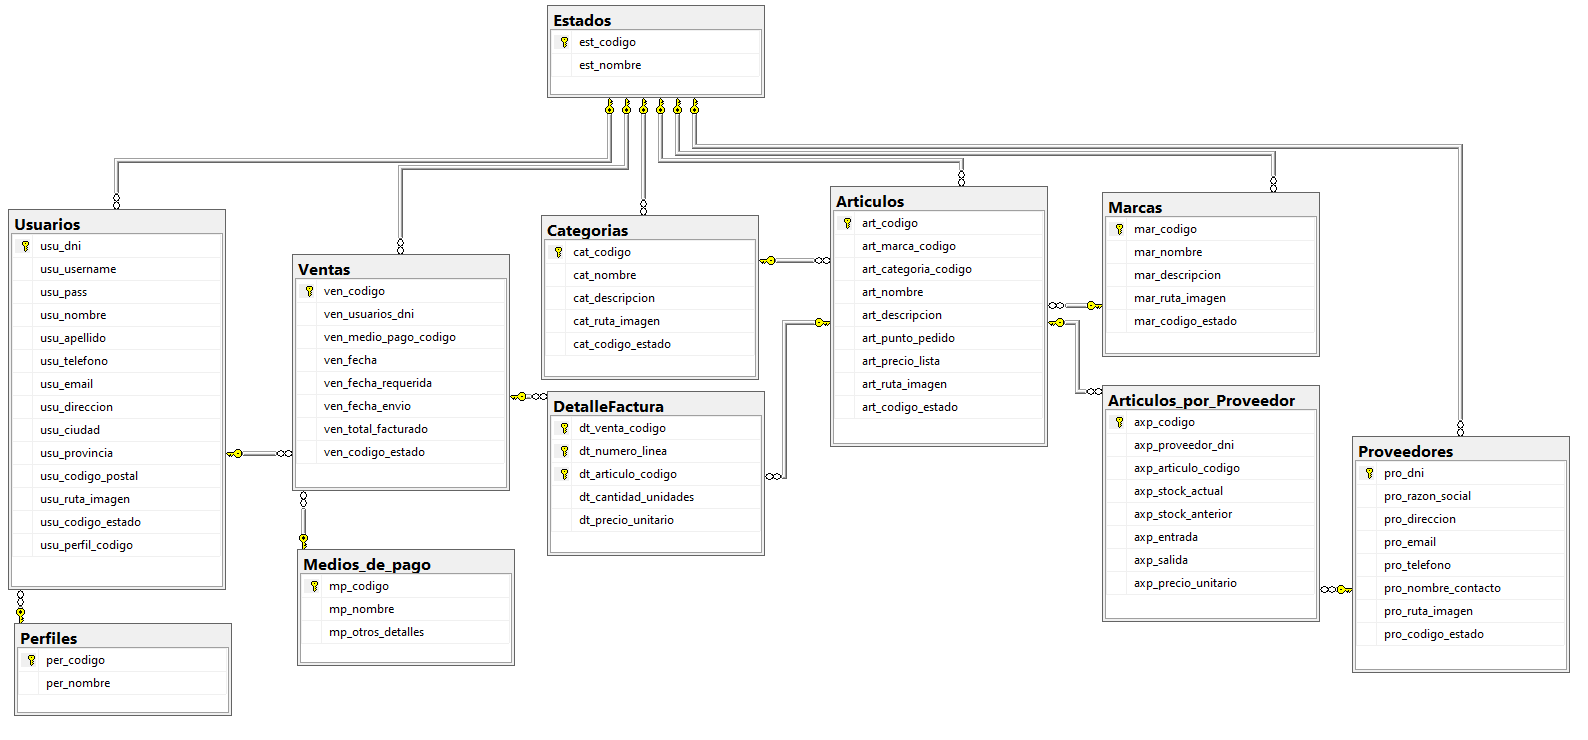 Estados
est_codigo
est_nombre
Usuarios
usu_dni
usu_username
usu_pass
usu_nombre
usu_apellido
usu_telefono
usu_email
usu_direccion
usu_ciudad
usu_provincia
usu_codigo_postal
usu_ruta_imagen
usu_codigo_estado
usu_perfil_codigo
Ventas
ven_codigo
ven_usuarios_dni
ven_medio_pago_codigo
ven_fecha
ven_fecha_requerida
ven_fecha_envio
ven_total_facturado
ven_codigo_estado
Categorias
cat_codigo
cat_nombre
cat_descripcion
cat_ruta_imagen
cat_codigo_estado
Articulos
art_codigo
art_marca_codigo
art_categoria_codigo
art_nombre
art_descripcion
art_punto_pedido
art_precio_lista
art_ruta_imagen
art_codigo_estado
Marcas
mar_codigo
mar_nombre
mar_descripcion
mar_ruta_imagen
mar_codigo_estado
DetalleFactura
dt_venta_codigo
dt_numero_linea
dt_articulo_codigo
dt_cantidad_unidades
dt_precio_unitario
Articulos_por_Proveedor
axp_codigo
axp_proveedor_dni
axp_articulo_codigo
axp_stock_actual
axp_stock_anterior
axp_entrada
axp_salida
axp_precio_unitario
Proveedores
pro_dni
pro_razon_social
pro_direccion
pro_email
pro_telefono
pro_nombre_contacto
pro_ruta_imagen
pro_codigo_estado
Medios_de_pago
mp_codigo
mp_nombre
mp_otros_detalles
Perfiles
per_codigo
per_nombre